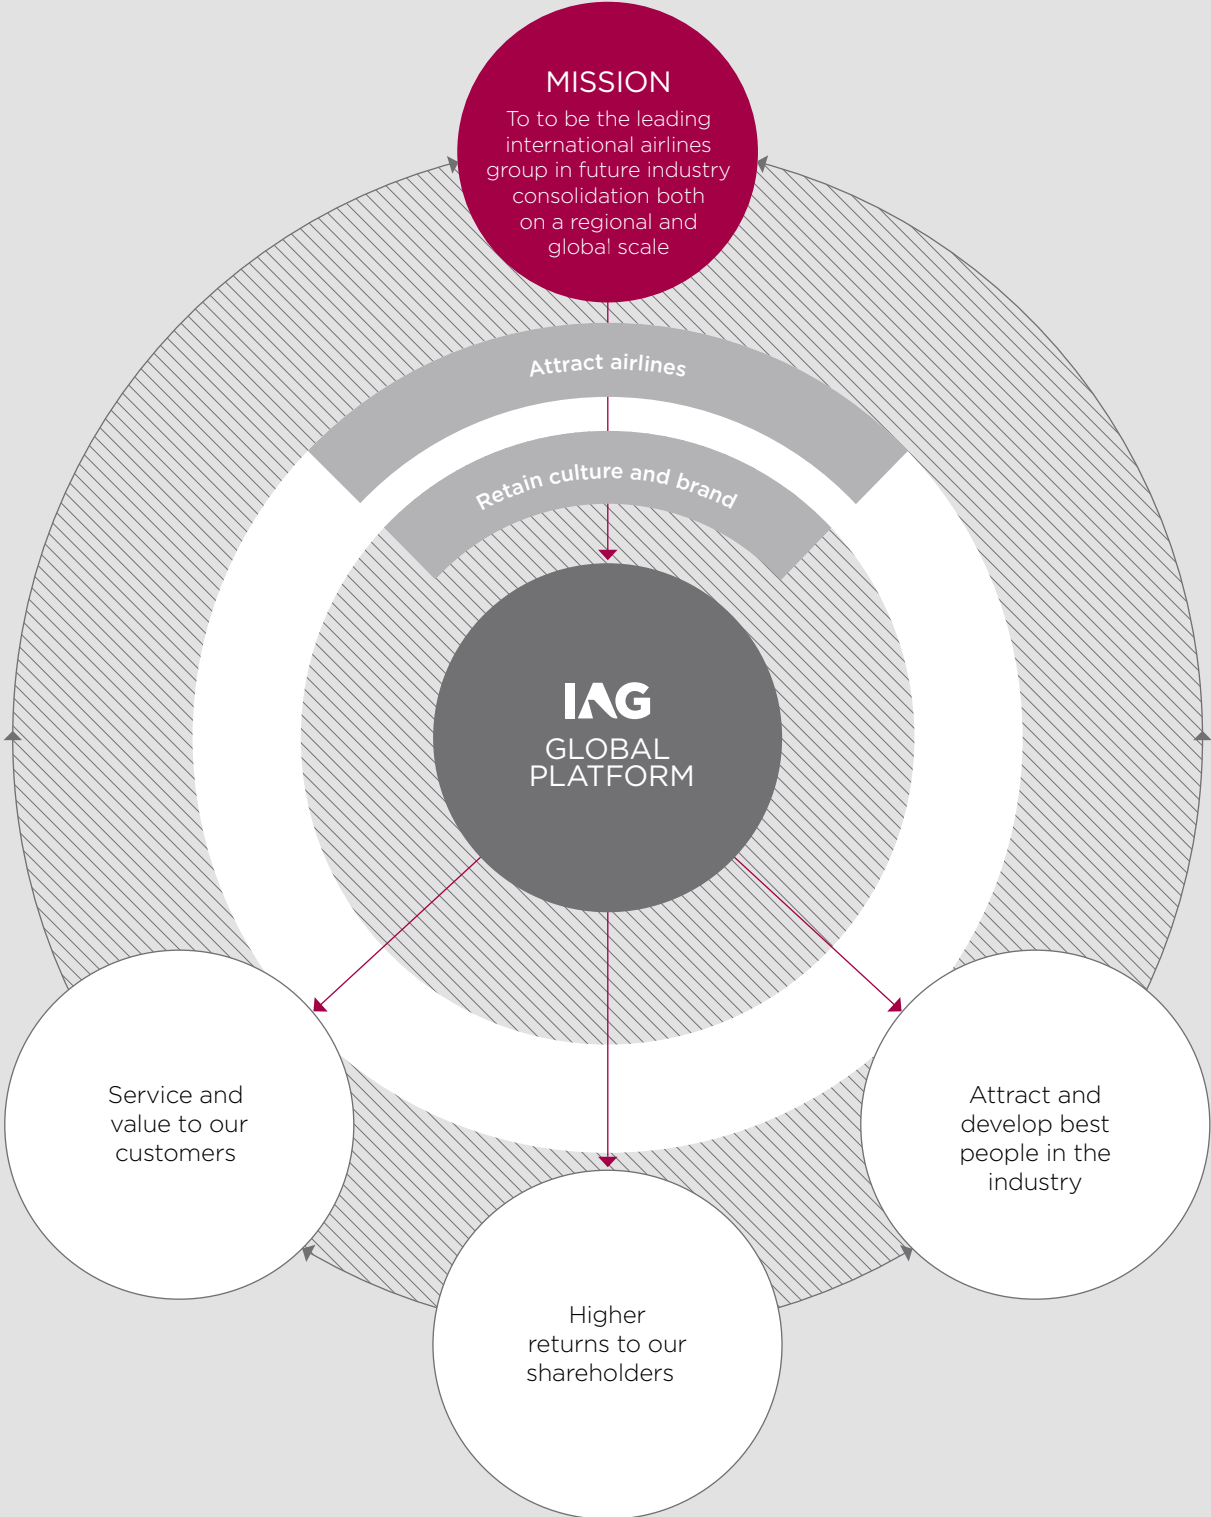 MISSION
To to be the leading
international airlines
group in future industry
consolidation both
on a regional and
global scale
Attract airlines
Retain culture and brand
IAG
GLOBAL
PLATFORM
Service and
value to our
customers
Attract and
develop best
people in the
industry
Higher
returns to our
shareholders